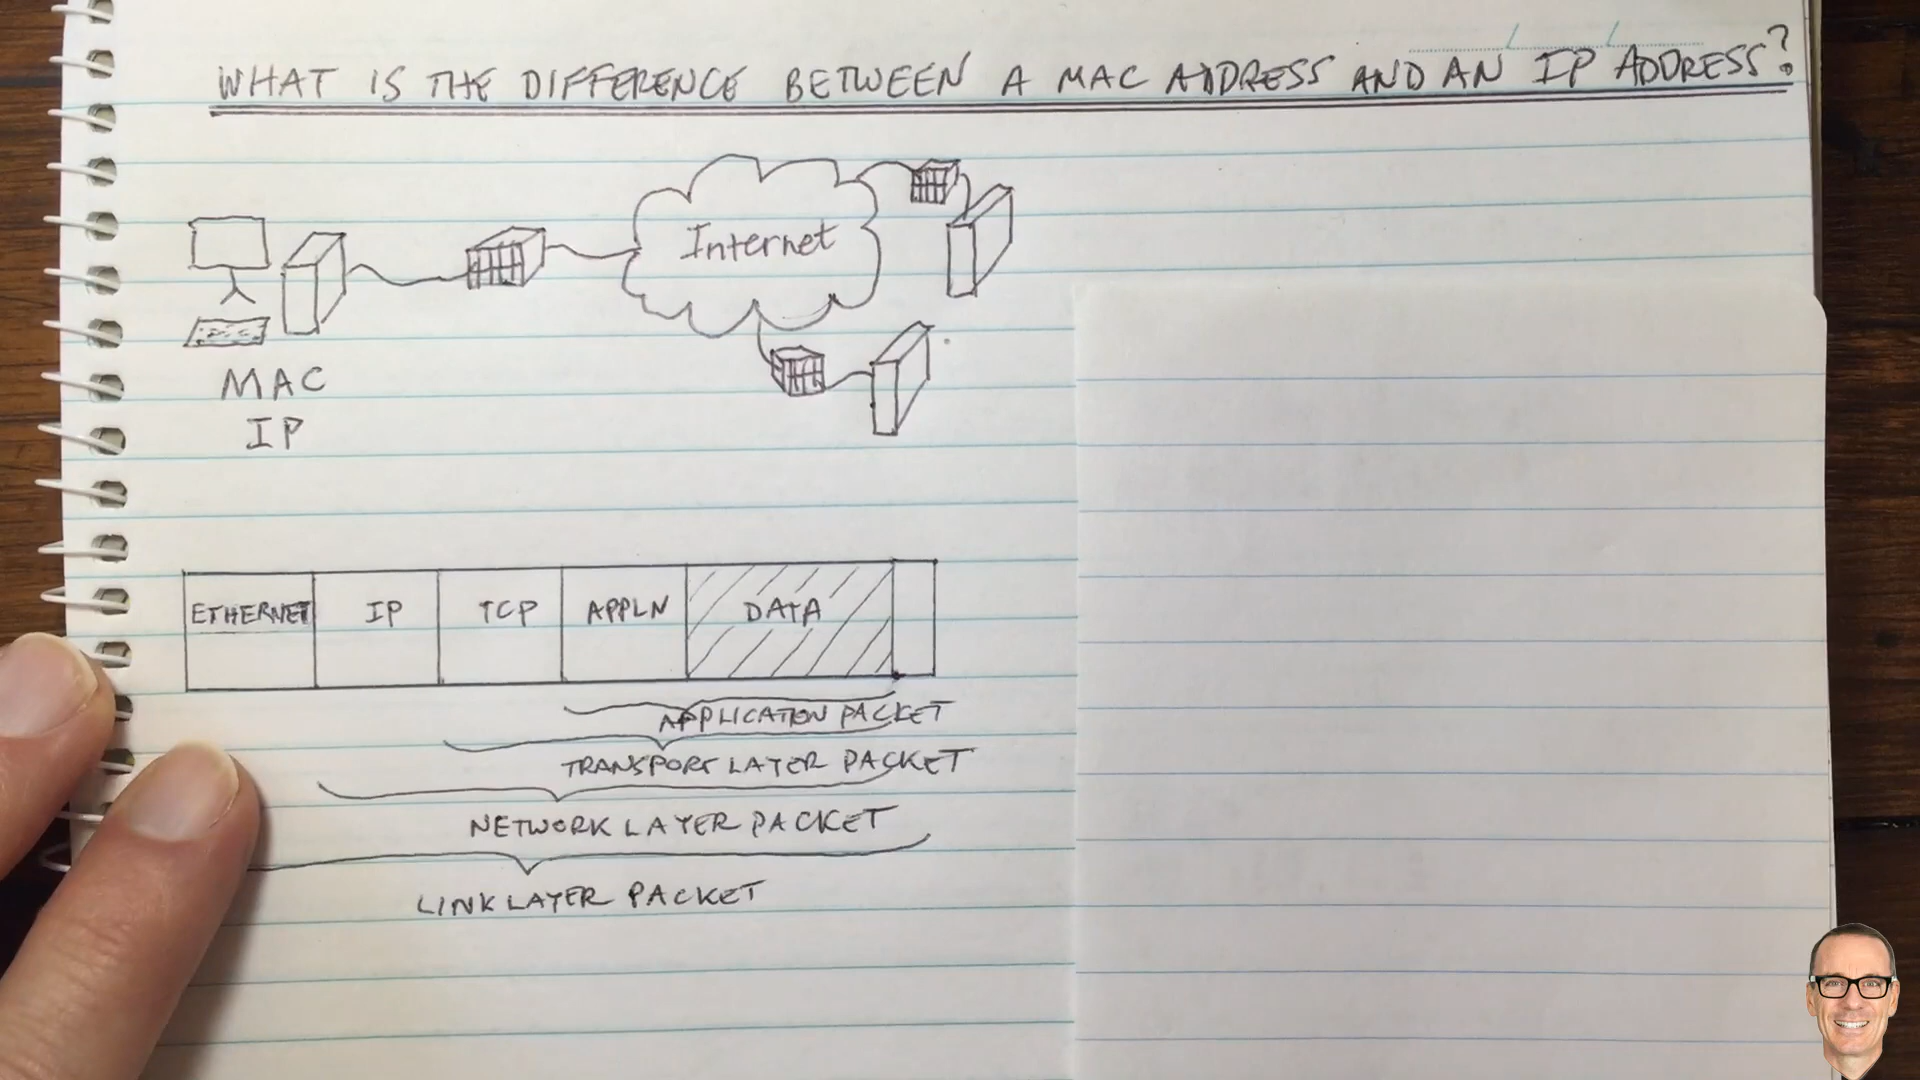 WHAT IS THE DIFFERENCE BETWEEN A MAC ADDRESS AND AN IP ADDRESS?
Internet
MAC
IP
ETHERNET IP TCP APPLN DATA
APPLICATION PACKET
TRANSPORT LAYER PACKET
NETWORK LAYER PACKET
LINK LAYER PACKET